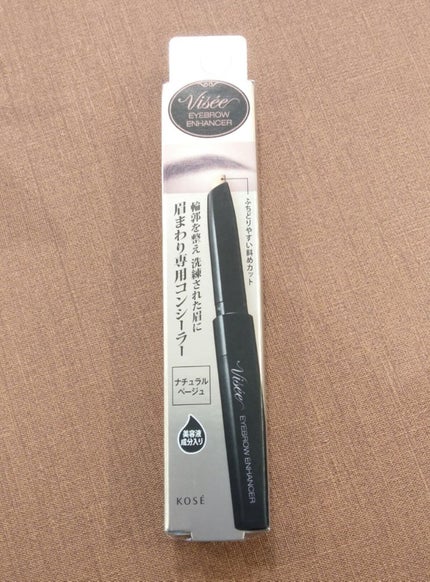 Visée
EYEBROW
ENHANCER
ふちどりやすい斜めカット
輪郭を整え 洗練された眉に
眉まわり専用コンシーラー
ナチュラル
ベージュ
美容液
成分入り
Visée
EYEBROW ENHANCER
KOSÉ